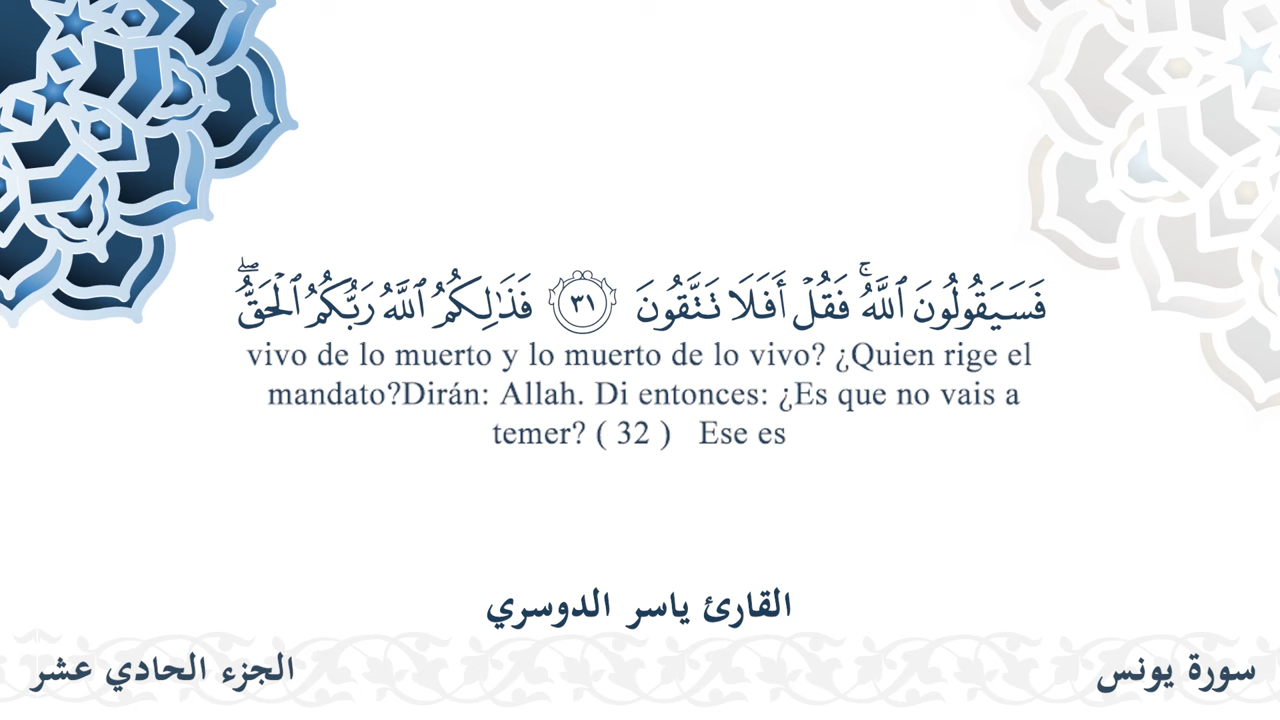 فَسَيَقُولُونَ ٱللَّهُ ۚ فَقُلْ أَفَلَا تَتَّقُونَ ٣١ فَذَٰلِكُمُ ٱللَّهُ رَبُّكُمُ ٱلْحَقُّ ۖ
vivo de lo muerto y lo muerto de lo vivo? ¿Quien rige el
mandato?Dirán: Allah. Di entonces: ¿Es que no vais a
temer? ( 32 ) Ese es
القارئ ياسر الدوسري
سورة يونس
الجزء الحادي عشر